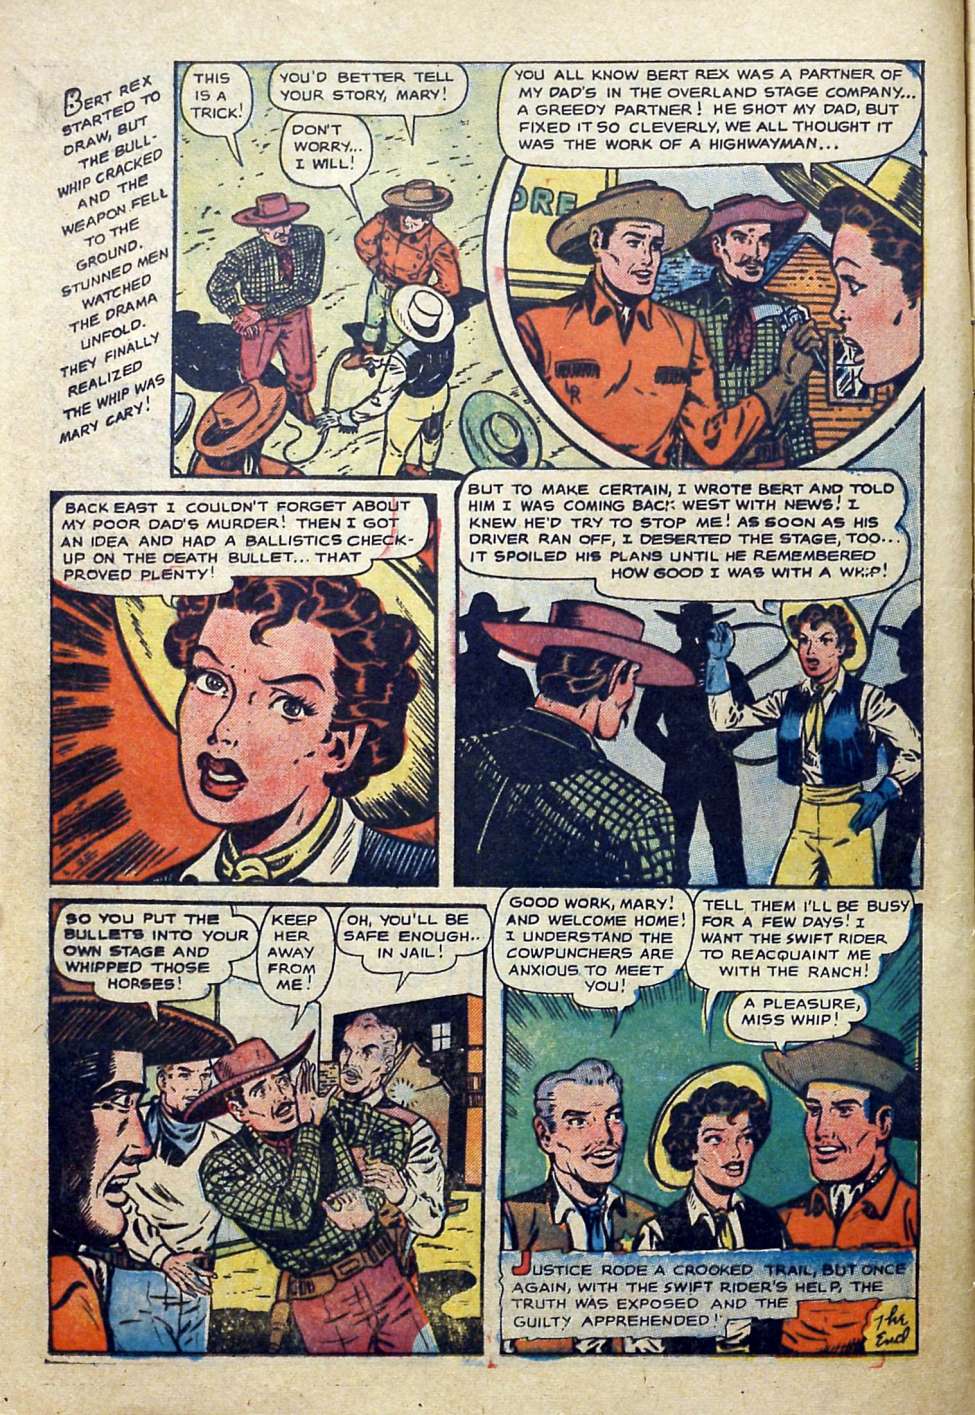 BERT REX
STARTED TO
DRAW, BUT
THE BULL-
WHIP CRACKED
AND THE
WEAPON FELL
TO THE
GROUND.
STUNNED MEN
WATCHED
THE DRAMA
UNFOLD.
THEY FINALLY
REALIZED
THE WHIP WAS
MARY CARY!
THIS
IS A
TRICK!
YOU'D BETTER TELL
YOUR STORY, MARY!
DON'T
WORRY...
I WILL!
YOU ALL KNOW BERT REX WAS A PARTNER OF
MY DAD'S IN THE OVERLAND STAGE COMPANY...
A GREEDY PARTNER! HE SHOT MY DAD, BUT
FIXED IT SO CLEVERLY, WE ALL THOUGHT IT
WAS THE WORK OF A HIGHWAYMAN...
ORE
LR
BACK EAST I COULDN'T FORGET ABOUT
MY POOR DAD'S MURDER! THEN I GOT
AN IDEA AND HAD A BALLISTICS CHECK-
UP ON THE DEATH BULLET... THAT
PROVED PLENTY!
BUT TO MAKE CERTAIN, I WROTE BERT AND TOLD
HIM I WAS COMING BACK WEST WITH NEWS! I
KNEW HE'D TRY TO STOP ME! AS SOON AS HIS
DRIVER RAN OFF, I DESERTED THE STAGE, TOO...
IT SPOILED HIS PLANS UNTIL HE REMEMBERED
HOW GOOD I WAS WITH A WHIP!
SO YOU PUT THE
BULLETS INTO YOUR
OWN STAGE AND
WHIPPED THOSE
HORSES!
KEEP
HER
AWAY
FROM
ME!
OH, YOU'LL BE
SAFE ENOUGH..
IN JAIL!
GOOD WORK, MARY!
AND WELCOME HOME!
I UNDERSTAND THE
COWPUNCHERS ARE
ANXIOUS TO MEET
YOU!
TELL THEM I'LL BE BUSY
FOR A FEW DAYS! I
WANT THE SWIFT RIDER
TO REACQUAINT ME
WITH THE RANCH!
A PLEASURE,
MISS WHIP!
JUSTICE RODE A CROOKED TRAIL, BUT ONCE
AGAIN, WITH THE SWIFT RIDER'S HELP, THE
TRUTH WAS EXPOSED AND THE
GUILTY APPREHENDED!
The
End